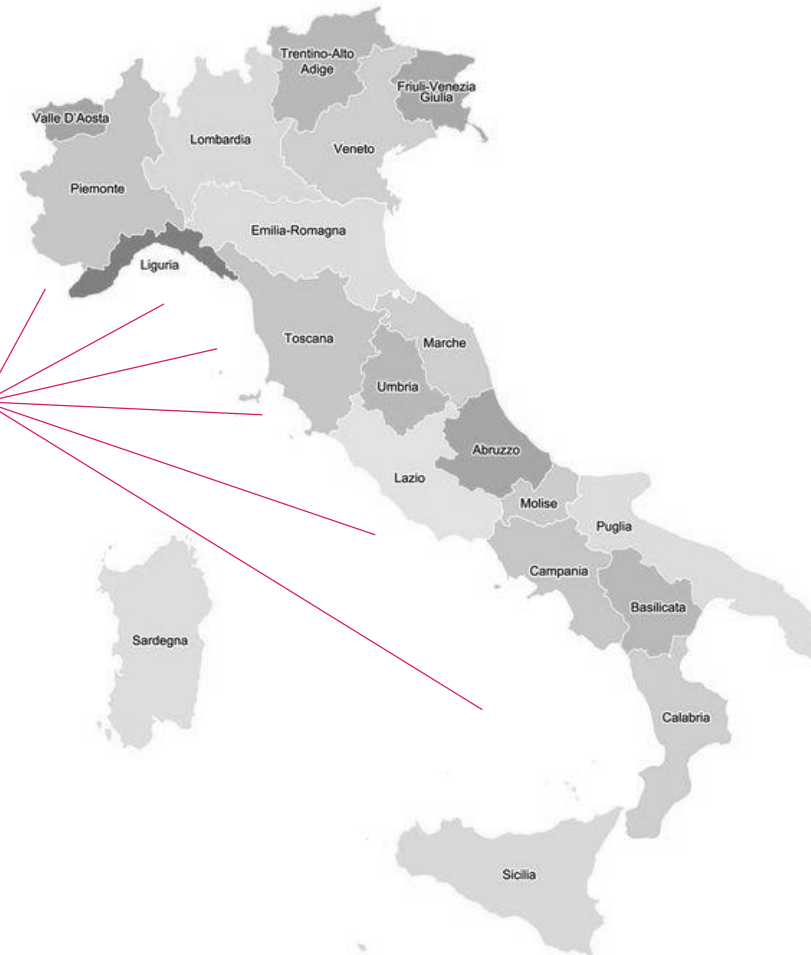 Trentino-Alto
Adige
Friuli-Venezia
Giulia
Valle D'Aosta
Lombardia
Veneto
Piemonte
Emilia-Romagna
Liguria
Toscana
Marche
Umbria
Abruzzo
Lazio
Molise
Puglia
Campania
Basilicata
Sardegna
Calabria
Sicilia